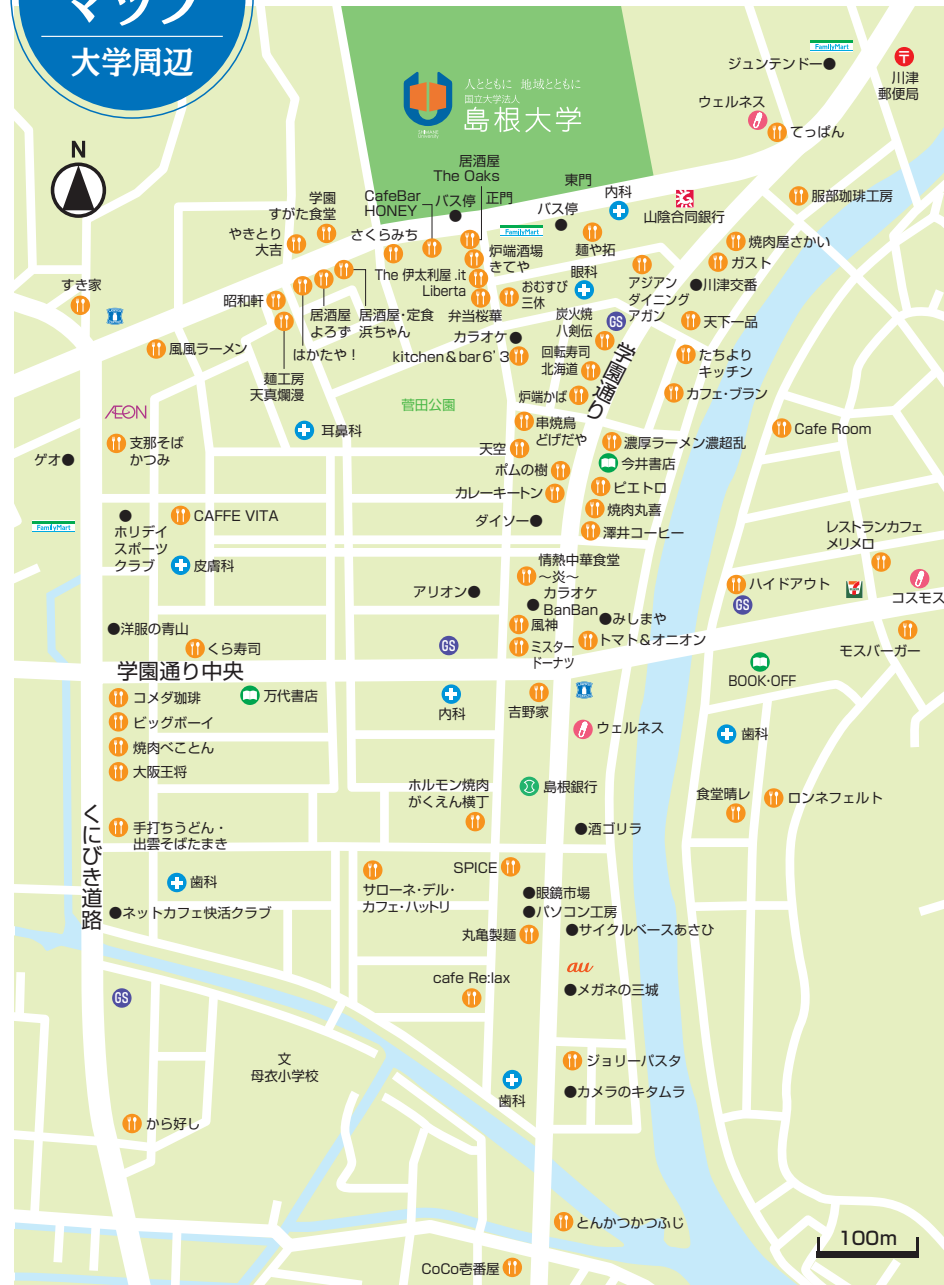 マップ
大学周辺
N
人とともに 地域とともに
国立大学法人
島根大学
FamilyMart
ジュンテンドー
川津
郵便局
ウェルネス
てっぱん
服部珈琲工房
居酒屋
The Oaks
正門
東門
内科
山陰合同銀行
学園
すがた食堂
CafeBar
HONEY
バス停
バス停
FamilyMart
やきとり
大吉
さくらみち
炉端酒場
きてや
麺や拓
焼肉屋さかい
ガスト
川津交番
すき家
昭和軒
The 伊太利屋.it
Liberta
おむすび
三休
眼科
アジアン
ダイニング
アガン
居酒屋
よろず
居酒屋・定食
浜ちゃん
弁当桜華
炭火焼
八剣伝
GS
天下一品
風風ラーメン
はかたや!
カラオケ
kitchen&bar6'3
回転寿司
北海道
学園通り
たちより
キッチン
麺工房
天真爛漫
炉端かば
カフェ・ブラン
菅田公園
ÆON
耳鼻科
串焼鳥
どげだや
Cafe Room
支那そば
かつみ
天空
濃厚ラーメン濃超乱
ゲオ
ポムの樹
今井書店
カレーキートン
ピエトロ
FamilyMart
CAFFE VITA
焼肉丸喜
ダイソー
澤井コーヒー
ホリデイ
スポーツ
クラブ
レストランカフェ
メリメロ
皮膚科
情熱中華食堂
〜炎〜
アリオン
カラオケ
BanBan
ハイドアウト
GS
コスモス
洋服の青山
風神
みしまや
トマト&オニオン
モスバーガー
くら寿司
GS
ミスター
ドーナツ
学園通り中央
BOOK・OFF
コメダ珈琲
万代書店
内科
吉野家
ビッグボーイ
ウェルネス
歯科
焼肉べことん
大阪王将
ホルモン焼肉
がくえん横丁
島根銀行
食堂晴レ
ロンネフェルト
くにびき道路
手打ちうどん・
出雲そばたまき
酒ゴリラ
歯科
サローネ・デル・
カフェ・ハットリ
SPICE
眼鏡市場
ネットカフェ快活クラブ
パソコン工房
丸亀製麺
サイクルベースあさひ
au
cafe Re:lax
メガネの三城
GS
文
母衣小学校
ジョリーパスタ
歯科
カメラのキタムラ
から好し
とんかつかつふじ
100m
CoCo壱番屋